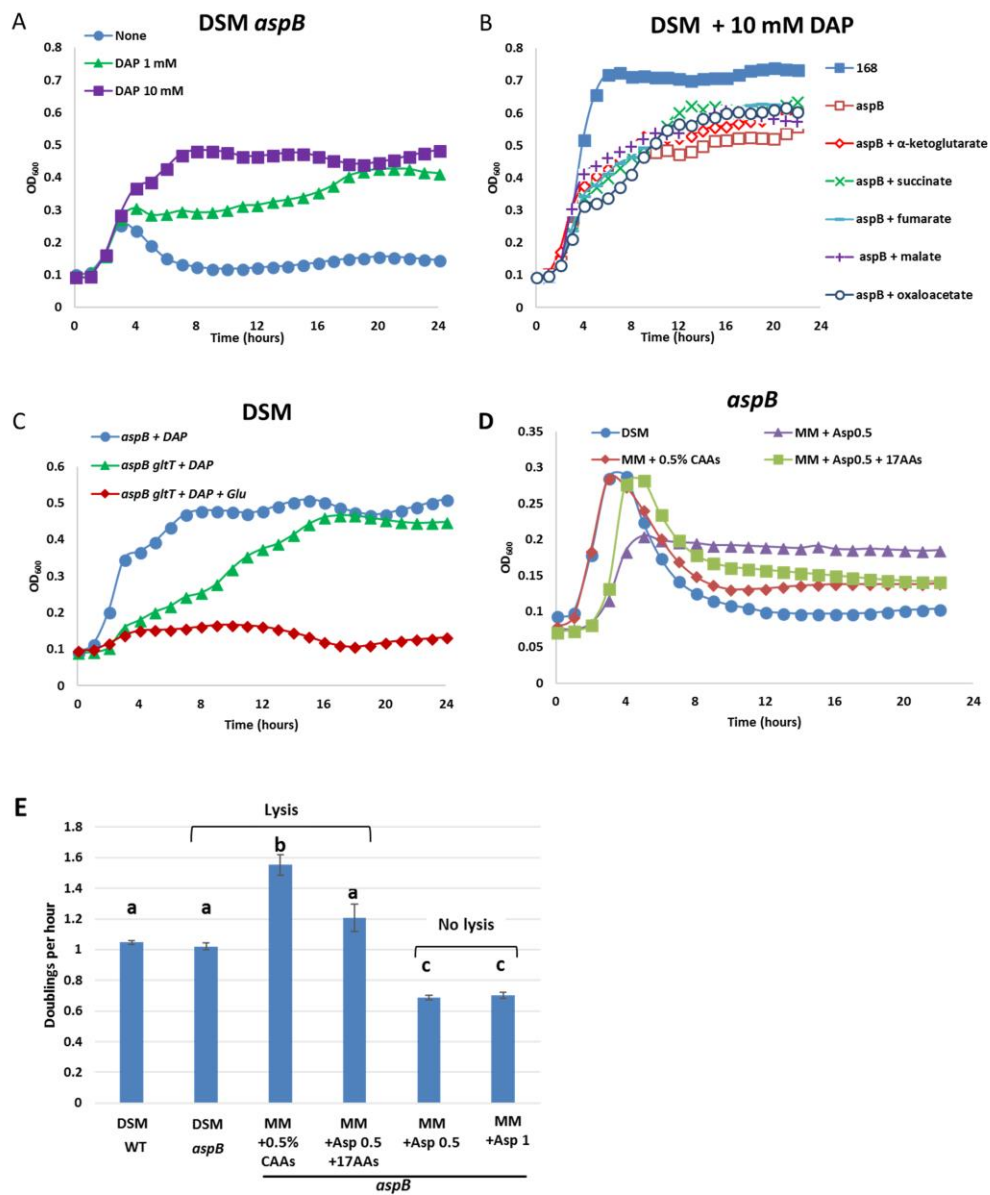 A
DSM aspB
None
DAP 1 mM
DAP 10 mM
OD600
0.8
0.7
0.6
0.5
0.4
0.3
0.2
0.1
0
0 4 8 12 16 20 24
Time (hours)
B
DSM + 10 mM DAP
168
aspB
aspB + α-ketoglutarate
aspB + succinate
aspB + fumarate
aspB + malate
aspB + oxaloacetate
OD600
0.8
0.7
0.6
0.5
0.4
0.3
0.2
0.1
0
0 4 8 12 16 20 24
Time (hours)
C
DSM
aspB + DAP
aspB gltT + DAP
aspB gltT + DAP + Glu
OD600
0.6
0.5
0.4
0.3
0.2
0.1
0
0 4 8 12 16 20 24
Time (hours)
D
aspB
DSM MM + Asp0.5
MM + 0.5% CAAs MM + Asp0.5 + 17AAs
OD600
0.35
0.3
0.25
0.2
0.15
0.1
0.05
0
0 4 8 12 16 20 24
Time (hours)
E
Lysis
No lysis
Doublings per hour
1.8
1.6
1.4
1.2
1
0.8
0.6
0.4
0.2
0
a a b a c c
DSM
WT
DSM
aspB
MM
+0.5%
CAAs
MM
+Asp 0.5
+17AAs
MM
+Asp 0.5
MM
+Asp 1
aspB